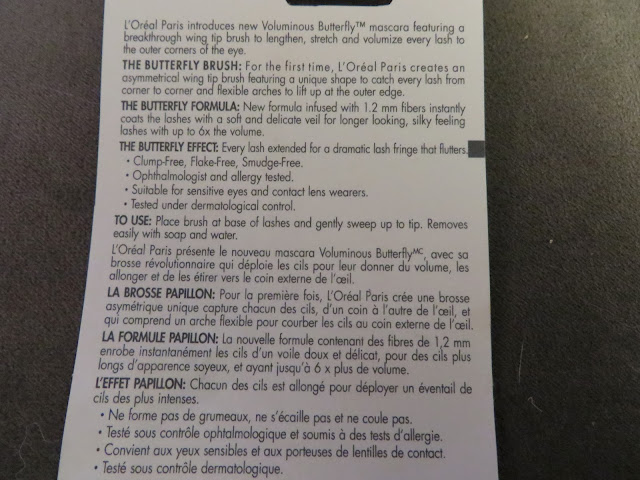 L'Oréal Paris introduces new Voluminous Butterfly™ mascara featuring a
breakthrough wing tip brush to lengthen, stretch and volumize every lash to
the outer corners of the eye.
THE BUTTERFLY BRUSH: For the first time, L'Oréal Paris creates an
asymmetrical wing tip brush featuring a unique shape to catch every lash from
corner to corner and flexible arches to lift up at the outer edge.
THE BUTTERFLY FORMULA: New formula infused with 1.2 mm fibers instantly
coats the lashes with a soft and delicate veil for longer looking, silky feeling
lashes with up to 6x the volume.
THE BUTTERFLY EFFECT: Every lash extended for a dramatic lash fringe that flutters.
• Clump-Free, Flake-Free, Smudge-Free.
• Ophthalmologist and allergy tested.
• Suitable for sensitive eyes and contact lens wearers.
• Tested under dermatological control.
TO USE: Place brush at base of lashes and gently sweep up to tip. Removes
easily with soap and water.
L'Oréal Paris présente le nouveau mascara Voluminous Butterflyᴹᶜ, avec sa
brosse révolutionnaire qui déploie les cils pour leur donner du volume, les
allonger et de les étirer vers le coin externe de l'œil.
LA BROSSE PAPILLON: Pour la première fois, L'Oréal Paris crée une brosse
asymétrique unique capture chacun des cils, d'un coin à l'autre de l'œil, et
qui comprend un arche flexible pour courber les cils au coin externe de l'œil.
LA FORMULE PAPILLON: La nouvelle formule contenant des fibres de 1,2 mm
enrobe instantanément les cils d'un voile doux et délicat, pour des cils plus
longs d'apparence soyeux, et ayant jusqu'à 6 x plus de volume.
L'EFFET PAPILLON: Chacun des cils est allongé pour déployer un éventail de
cils des plus intenses.
• Ne forme pas de grumeaux, ne s'écaille pas et ne coule pas.
• Testé sous contrôle ophtalmologique et soumis à des tests d'allergie.
• Convient aux yeux sensibles et aux porteuses de lentilles de contact.
• Testé sous contrôle dermatologique.